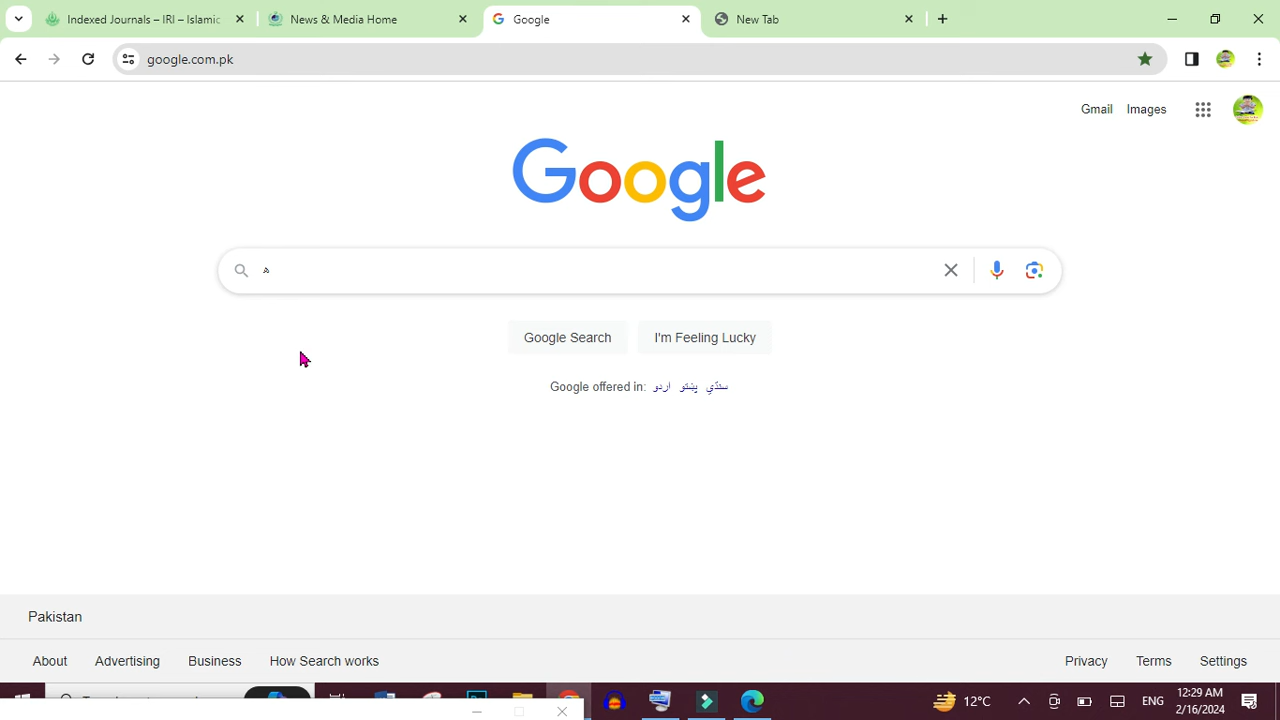 Indexed Journals – IRI – Islamic
News & Media Home
Google
New Tab
google.com.pk
Gmail
Images
Google
ھ
Google Search
I'm Feeling Lucky
Google offered in: اردو پښتو سنڌي
Pakistan
About
Advertising
Business
How Search works
Privacy
Terms
Settings
12°C
ENG
12:29 AM
2/16/2024